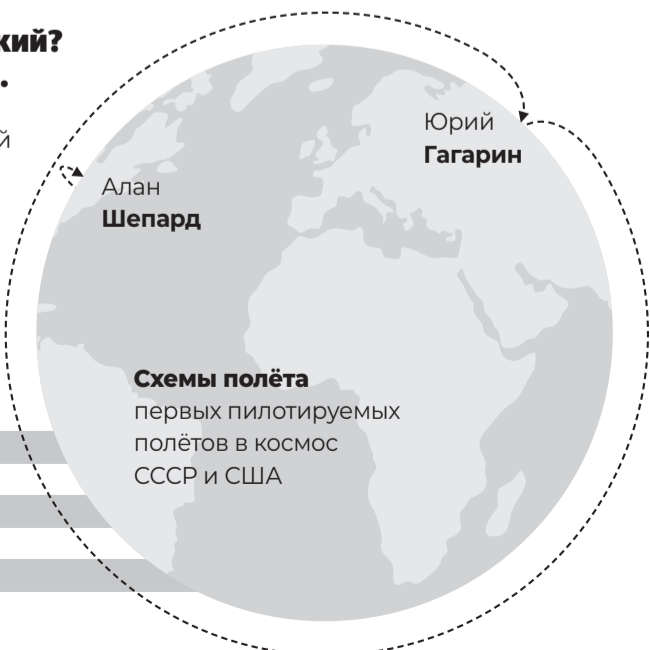 кий?
.
й
Юрий
Гагарин
Алан
Шепард
Схемы полёта
первых пилотируемых
полётов в космос
СССР и США